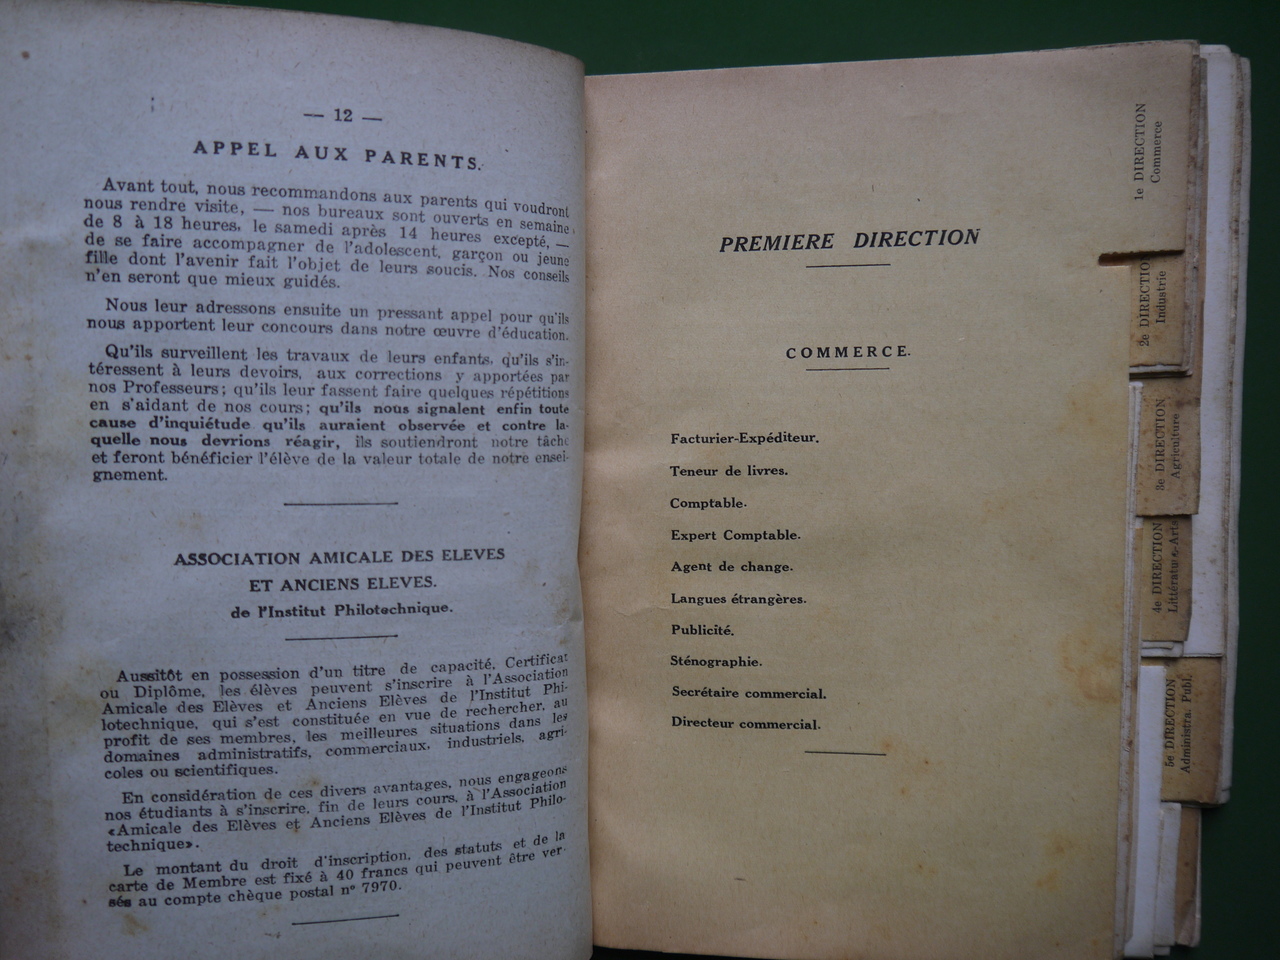 — 12 —
APPEL AUX PARENTS.
Avant tout, nous recommandons aux parents qui voudront
nous rendre visite, — nos bureaux sont ouverts en semaine
de 8 à 18 heures, le samedi après 14 heures excepté, —
de se faire accompagner de l'adolescent, garçon ou jeune
fille dont l'avenir fait l'objet de leurs soucis. Nos conseils
n'en seront que mieux guidés.
Nous leur adressons ensuite un pressant appel pour qu'ils
nous apportent leur concours dans notre œuvre d'éducation.
Qu'ils surveillent les travaux de leurs enfants, qu'ils s'in-
téressent à leurs devoirs, aux corrections y apportées par
nos Professeurs; qu'ils leur fassent faire quelques répétitions
en s'aidant de nos cours; qu'ils nous signalent enfin toute
cause d'inquiétude qu'ils auraient observée et contre la-
quelle nous devrions réagir, ils soutiendront notre tâche
et feront bénéficier l'élève de la valeur totale de notre ensei-
gnement.
ASSOCIATION AMICALE DES ELEVES
ET ANCIENS ELEVES.
de l'Institut Philotechnique.
Aussitôt en possession d'un titre de capacité, Certificat
ou Diplôme, les élèves peuvent s'inscrire à l'Association
Amicale des Elèves et Anciens Elèves de l'Institut Phi-
lotechnique, qui s'est constituée en vue de rechercher, au
profit de ses membres, les meilleures situations dans les
domaines administratifs, commerciaux, industriels, agri-
coles ou scientifiques.
En considération de ces divers avantages, nous engageons
nos étudiants à s'inscrire, fin de leurs cours, à l'Association
«Amicale des Elèves et Anciens Elèves de l'Institut Philo-
technique».
Le montant du droit d'inscription, des statuts et de la
carte de Membre est fixé à 40 francs qui peuvent être ver-
sés au compte chèque postal n° 7970.
PREMIERE DIRECTION
COMMERCE.
Facturier-Expéditeur.
Teneur de livres.
Comptable.
Expert Comptable.
Agent de change.
Langues étrangères.
Publicité.
Sténographie.
Secrétaire commercial.
Directeur commercial.
1e DIRECTION
Commerce
2e DIRECTION
Industrie
3e DIRECTION
Agriculture
4e DIRECTION
Littérature-Arts
5e DIRECTION
Administra. Publ.